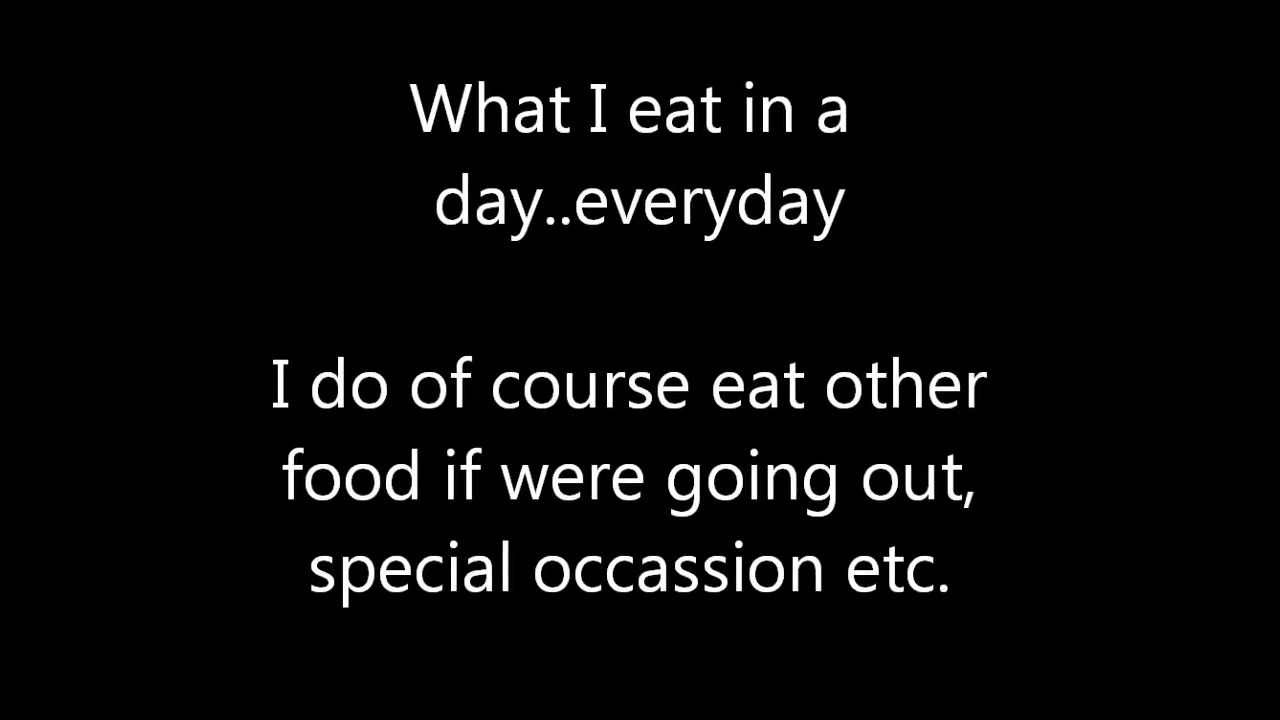 What I eat in a
day..everyday
I do of course eat other
food if were going out,
special occassion etc.